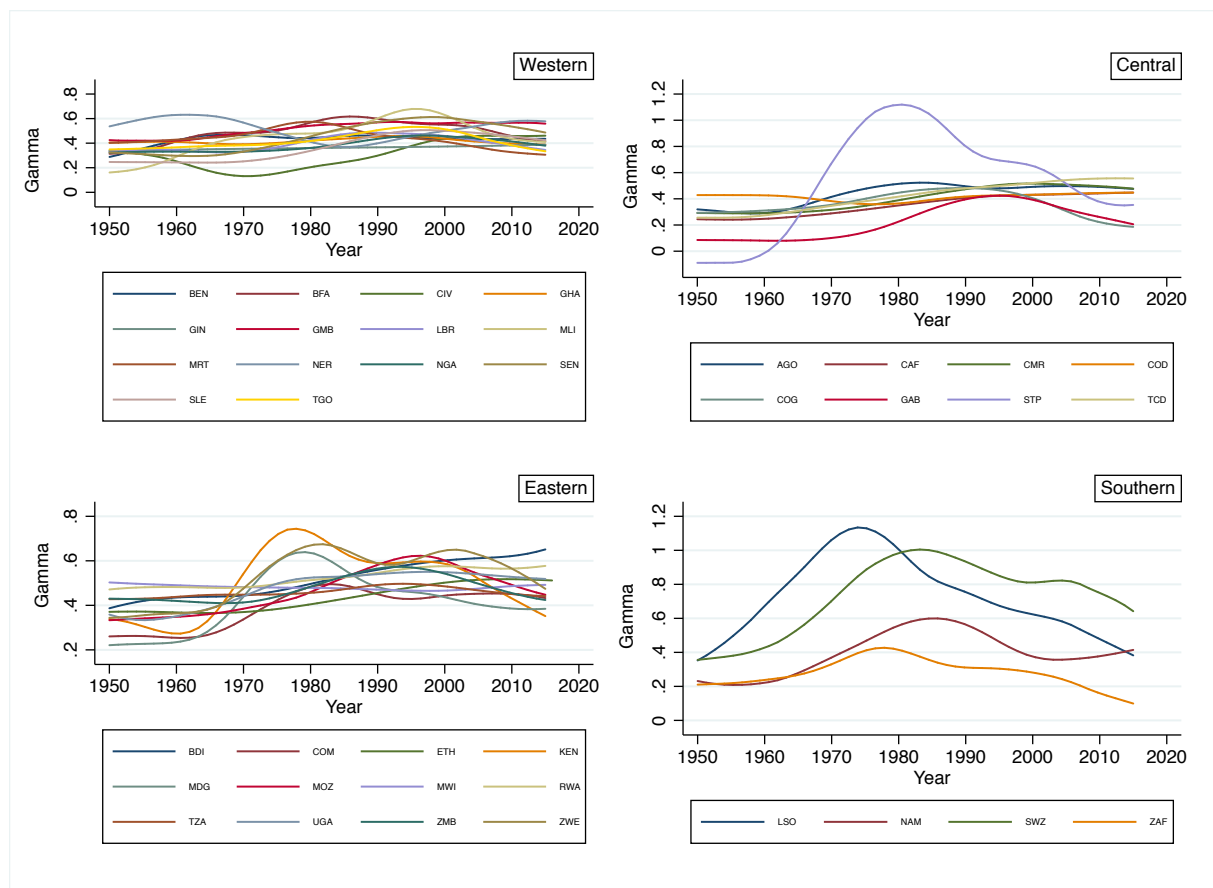 Western
Gamma
.8
.6
.4
.2
0
1950 1960 1970 1980 1990 2000 2010 2020
Year
BEN BFA CIV GHA
GIN GMB LBR MLI
MRT NER NGA SEN
SLE TGO
Central
Gamma
1.2
1
.8
.6
.4
.2
0
1950 1960 1970 1980 1990 2000 2010 2020
Year
AGO CAF CMR COD
COG GAB STP TCD
Eastern
Gamma
.8
.6
.4
.2
1950 1960 1970 1980 1990 2000 2010 2020
Year
BDI COM ETH KEN
MDG MOZ MWI RWA
TZA UGA ZMB ZWE
Southern
Gamma
1.2
1
.8
.6
.4
.2
0
1950 1960 1970 1980 1990 2000 2010 2020
Year
LSO NAM SWZ ZAF